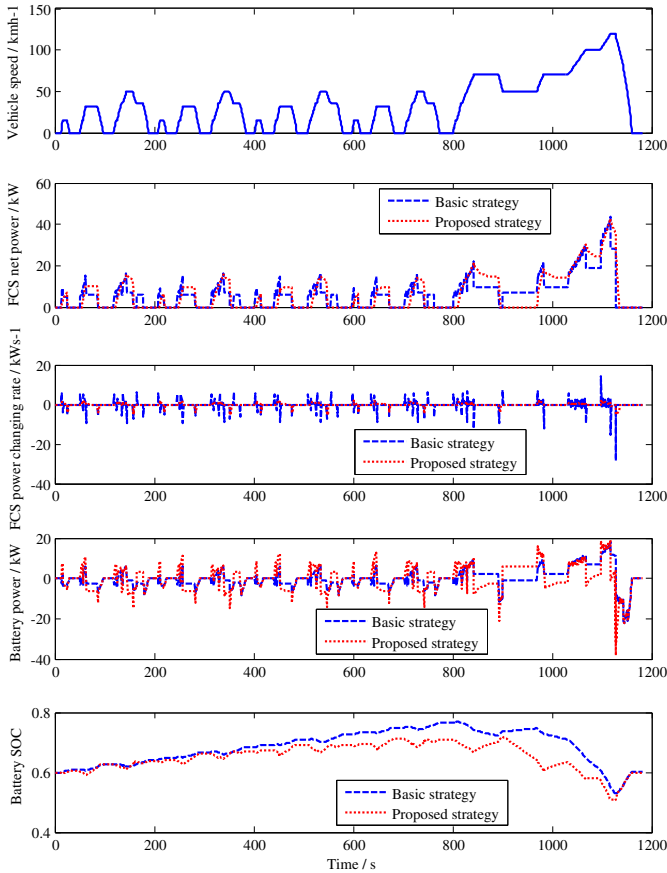 150
100
50
0
Vehicle speed / kmh-1
0 200 400 600 800 1000 1200
60
40
20
0
FCS net power / kW
Basic strategy
Proposed strategy
0 200 400 600 800 1000 1200
20
0
-20
-40
FCS power changing rate / kWs-1
Basic strategy
Proposed strategy
0 200 400 600 800 1000 1200
20
0
-20
-40
Battery power / kW
Basic strategy
Proposed strategy
0 200 400 600 800 1000 1200
0.8
0.6
0.4
Battery SOC
Basic strategy
Proposed strategy
0 200 400 600 800 1000 1200
Time / s